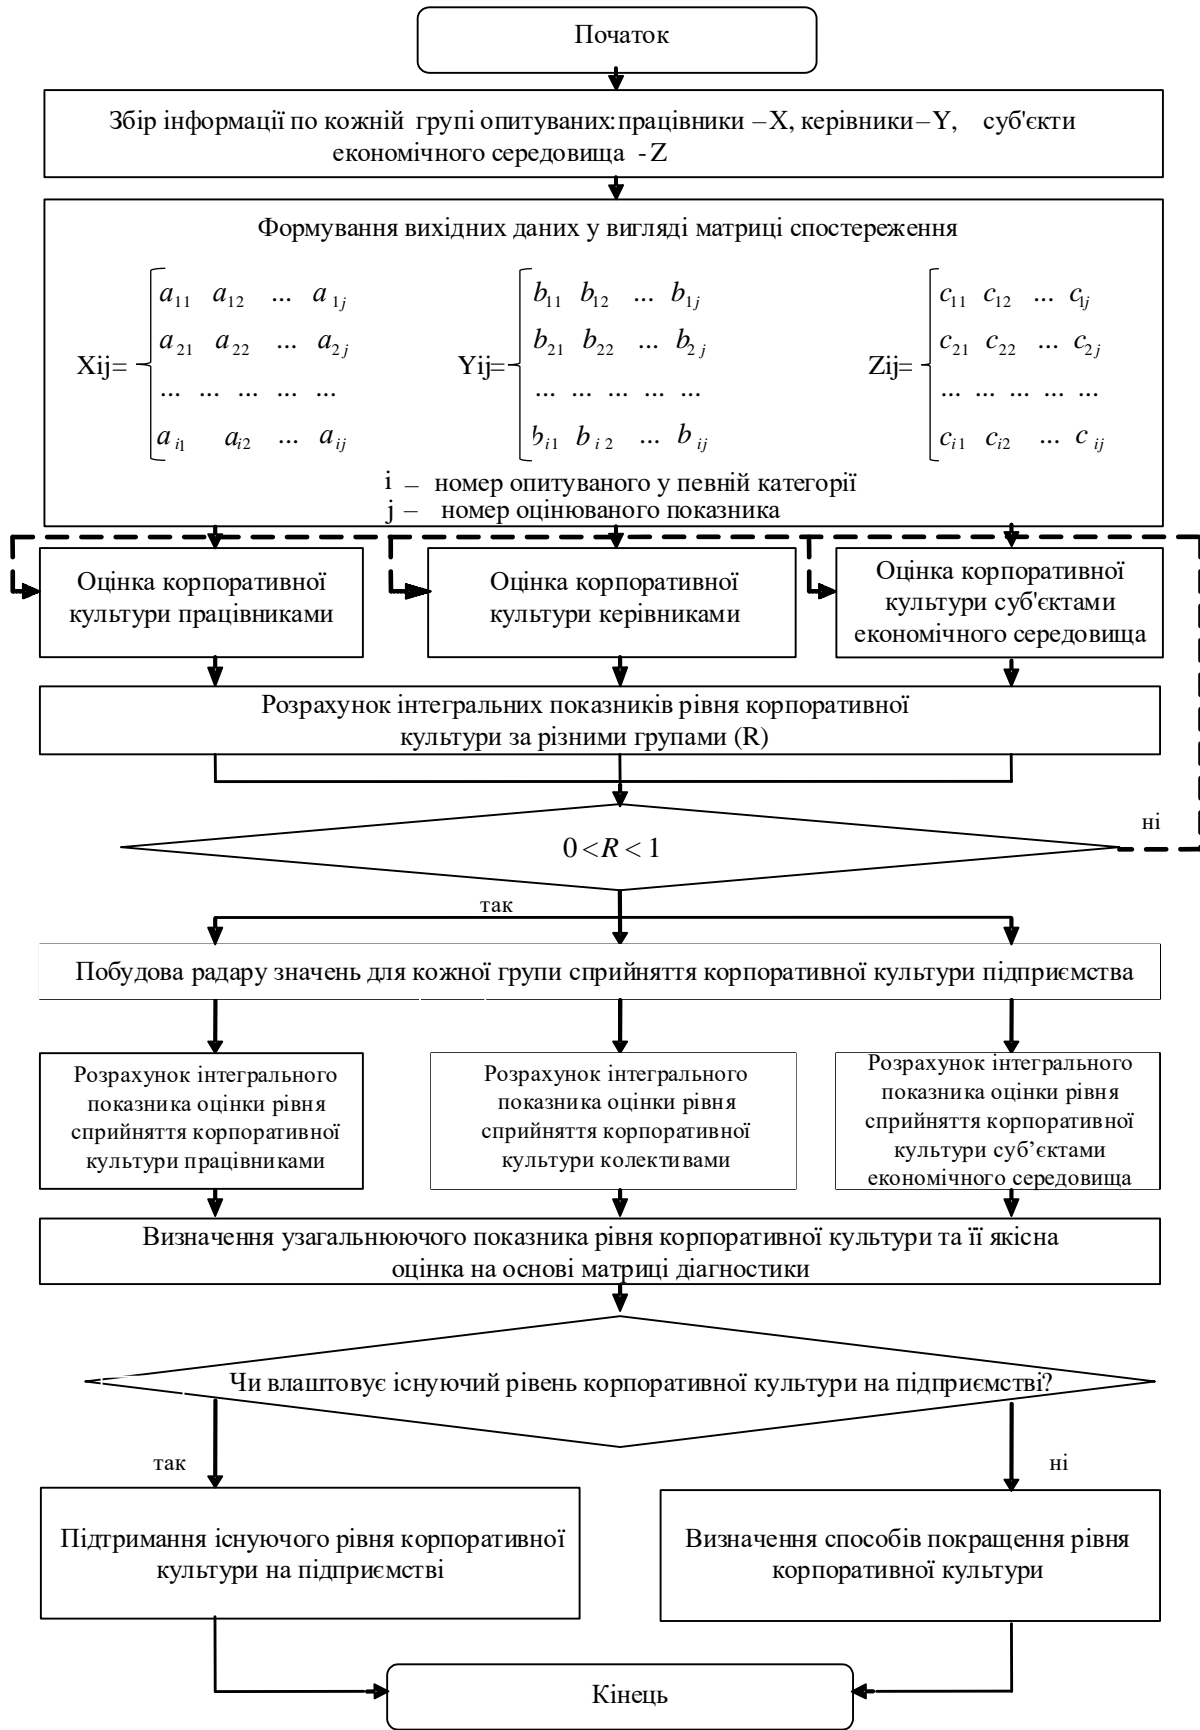 Початок
Збір інформації по кожній групі опитуваних:працівники –X, керівники–Y, суб'єкти
економічного середовища -Z
Формування вихідних даних у вигляді матриці спостереження
Xij=
a11 a12 ... a1j
a21 a22 ... a2j
... ... ... ... ...
ai1 ai2 ... aij
Yij=
b11 b12 ... b1j
b21 b22 ... b2j
... ... ... ... ...
bi1 bi2 ... bij
Zij=
c11 c12 ... c1j
c21 c22 ... c2j
... ... ... ... ...
ci1 ci2 ... cij
i – номер опитуваного у певній категорії
j – номер оцінюваного показника
Оцінка корпоративної
культури працівниками
Оцінка корпоративної
культури керівниками
Оцінка корпоративної
культури суб'єктами
економічного середовища
Розрахунок інтегральних показників рівня корпоративної
культури за різними групами (R)
0 < R < 1
ні
так
Побудова радару значень для кожної групи сприйняття корпоративної культури підприємства
Розрахунок інтегрального
показника оцінки рівня
сприйняття корпоративної
культури працівниками
Розрахунок інтегрального
показника оцінки рівня
сприйняття корпоративної
культури колективами
Розрахунок інтегрального
показника оцінки рівня
сприйняття корпоративної
культури суб’єктами
економічного середовища
Визначення узагальнюючого показника рівня корпоративної культури та її якісна
оцінка на основі матриці діагностики
Чи влаштовує існуючий рівень корпоративної культури на підприємстві?
так
ні
Підтримання існуючого рівня корпоративної
культури на підприємстві
Визначення способів покращення рівня
корпоративної культури
Кінець